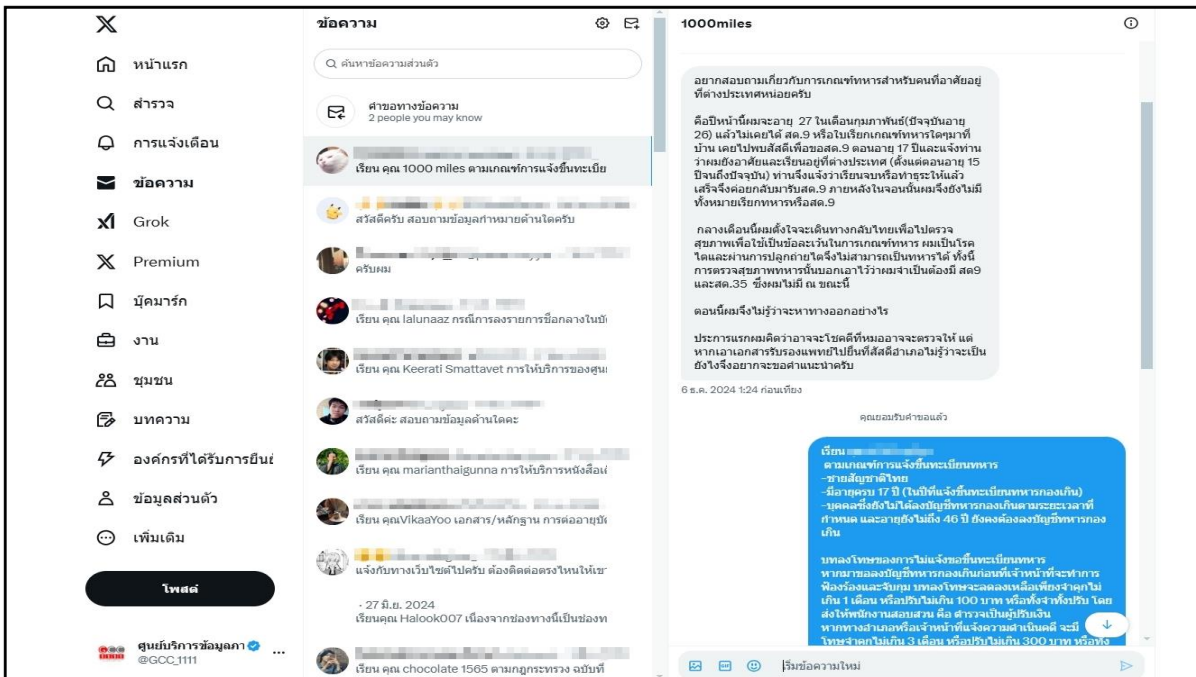 หน้าแรก
สำรวจ
การแจ้งเตือน
ข้อความ
Grok
Premium
บุ๊คมาร์ก
งาน
ชุมชน
บทความ
องค์กรที่ได้รับการยืนยั
ข้อมูลส่วนตัว
เพิ่มเติม
โพสต์
ศูนย์บริการข้อมูลภา
@GCC_1111
ข้อความ
ค้นหาข้อความส่วนตัว
คำขอทางข้อความ
2 people you may know
เรียน คุณ 1000 miles ตามเกณฑ์การแจ้งขึ้นทะเบีย
สวัสดีครับ สอบถามข้อมูลกำหมายด้านใดครับ
ครับผม
เรียน คุณ lalunaaz กรณีการลงรายการชื่อกลางในบั
เรียน คุณ Keerati Smattavet การให้บริการของศูน
สวัสดีค่ะ สอบถามข้อมูลด้านใดคะ
เรียน คุณ marianthaigunna การให้บริการหนังสือเ
เรียน คุณVikaaYoo เอกสาร/หลักฐาน การต่ออายุบั
แจ้งกับทางเว็บไซต์ไปครับ ต้องติดต่อตรงไหนให้เข
· 27 มิ.ย. 2024
เรียนคุณ Halook007 เนื่องจากช่องทางนี้เป็นช่องท
เรียน คุณ chocolate 1565 ตามกฎกระทรวง ฉบับที่
1000miles
อยากสอบถามเกี่ยวกับการเกณฑ์ทหารสำหรับคนที่อาศัยอยู่
ที่ต่างประเทศหน่อยครับ
คือปีหน้านี้ผมจะอายุ 27 ในเดือนกุมภาพันธ์(ปัจจุบันอายุ
26) แล้วไม่เคยได้ สด.9 หรือใบเรียกเกณฑ์ทหารใดๆมาที่
บ้าน เคยไปพบสัสดีเพื่อขอสด.9 ตอนอายุ 17 ปีและแจ้งท่าน
ว่าผมยังอาศัยและเรียนอยู่ที่ต่างประเทศ (ตั้งแต่ตอนอายุ 15
ปีจนถึงปัจจุบัน) ท่านจึงแจ้งว่าเรียนจบหรือทำธุระให้แล้ว
เสร็จจึงค่อยกลับมารับสด.9 ภายหลังในจอนนั้นผมจึงยังไม่มี
ทั้งหมายเรียกทหารหรือสด.9
กลางเดือนนี้ผมตั้งใจจะเดินทางกลับไทยเพื่อไปตรวจ
สุขภาพเพื่อใช้เป็นข้อละเว้นในการเกณฑ์ทหาร ผมเป็นโรค
ไตและผ่านการปลูกถ่ายไตจึงไม่สามารถเป็นทหารได้ ทั้งนี้
การตรวจสุขภาพทหารนั้นบอกเอาไว้ว่าผมจำเป็นต้องมี สด9
และสด.35 ซึ่งผมไม่มี ณ ขณะนี้
ตอนนี้ผมจึงไม่รู้ว่าจะหาทางออกอย่างไร
ประการแรกผมคิดว่าอาจจะโชคดีที่หมออาจจะตรวจให้ แต่
หากเอาเอกสารรับรองแพทย์ไปยื่นที่สัสดีอำเภอไม่รู้ว่าจะเป็น
ยังไงจึงอยากจะขอคำแนะนำครับ
6 ธ.ค. 2024 1:24 ก่อนเที่ยง
คุณยอมรับคำขอแล้ว
เรียน
ตามเกณฑ์การแจ้งขึ้นทะเบียนทหาร
-ชายสัญชาติไทย
-มีอายุครบ 17 ปี (ในปีที่แจ้งขึ้นทะเบียนทหารกองเกิน)
-บุคคลซึ่งยังไม่ได้ลงบัญชีทหารกองเกินตามระยะเวลาที่
กำหนด และอายุยังไม่ถึง 46 ปี ยังคงต้องลงบัญชีทหารกอง
เกิน
บทลงโทษของการไม่แจ้งขอขึ้นทะเบียนทหาร
หากมาขอลงบัญชีทหารกองเกินก่อนที่เจ้าหน้าที่จะทำการ
ฟ้องร้องและจับกุม บทลงโทษจะลดลงเหลือเพียงจำคุกไม่
เกิน 1 เดือน หรือปรับไม่เกิน 100 บาท หรือทั้งจำทั้งปรับ โดย
ส่งให้พนักงานสอบสวน คือ ตำรวจเป็นผู้ปรับเงิน
หากทางอำเภอหรือเจ้าหน้าที่แจ้งความดำเนินคดี จะมี
โทษจำคุกไม่เกิน 3 เดือน หรือปรับไม่เกิน 300 บาท หรือทั้ง
เริ่มข้อความใหม่